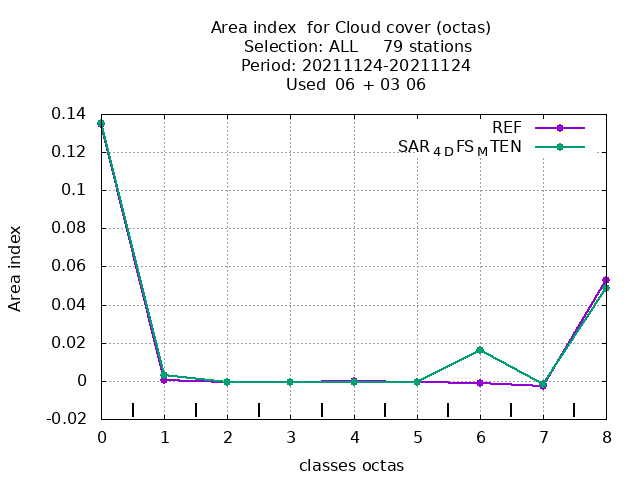 Area index  for Cloud cover (octas)
Selection: ALL     79 stations
Period: 20211124-20211124
Used  06 + 03 06
REF
SAR4DFSMTEN
0.14
0.12
0.1
0.08
0.06
0.04
0.02
0
-0.02
Area index
0 1 2 3 4 5 6 7 8
classes octas